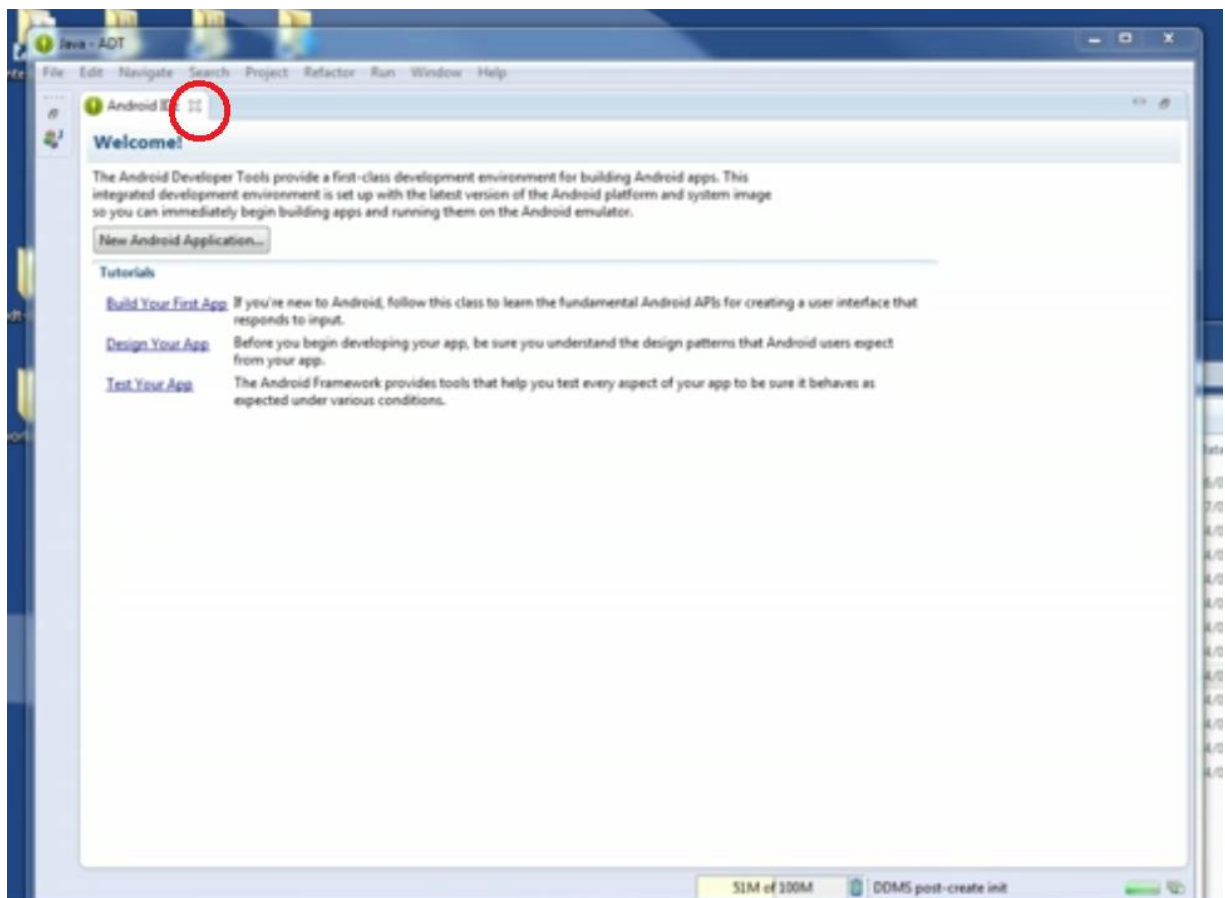 Java - ADT
File Edit Navigate Search Project Refactor Run Window Help
Android IDE
Welcome!
The Android Developer Tools provide a first-class development environment for building Android apps. This
integrated development environment is set up with the latest version of the Android platform and system image
so you can immediately begin building apps and running them on the Android emulator.
New Android Application...
Tutorials
Build Your First App If you're new to Android, follow this class to learn the fundamental Android APIs for creating a user interface that
responds to input.
Design Your App Before you begin developing your app, be sure you understand the design patterns that Android users expect
from your app.
Test Your App The Android Framework provides tools that help you test every aspect of your app to be sure it behaves as
expected under various conditions.
51M of 100M DDMS post-create init